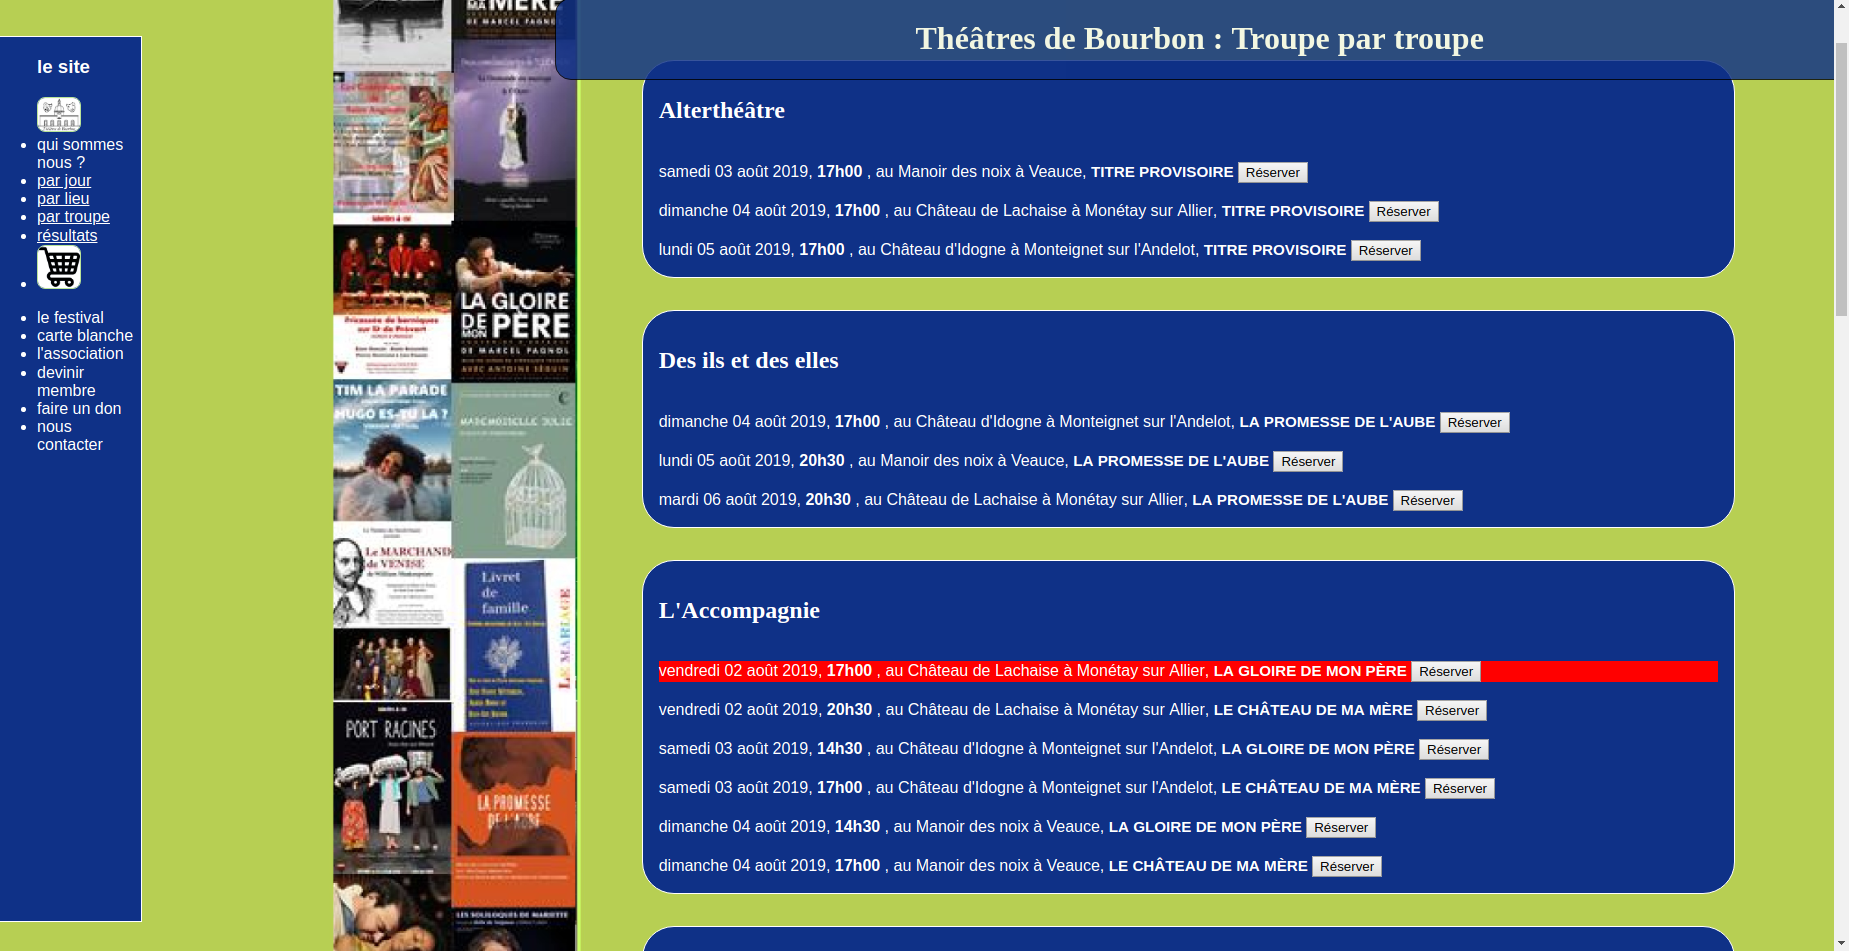 Théâtres de Bourbon : Troupe par troupe
le site
qui sommes
nous ?
par jour
par lieu
par troupe
résultats
le festival
carte blanche
l'association
devinir
membre
faire un don
nous
contacter
MA MÈRE
DE MARCEL PAGNOL
LA GLOIRE
DE MON PÈRE
DE MARCEL PAGNOL
AVEC ANTOINE SÉGUIN
TIM LA PARADE
HUGO ES-TU LA ?
MADEMOISELLE JULIE
Le MARCHAND
de VENISE
de William Shakespeare
Livret
de
famille
LE MARIAGE
PORT RACINES
LA PROMESSE
DE L'AUBE
LES SOLILOQUES DE MARIETTE
Alterthéâtre
samedi 03 août 2019, 17h00 , au Manoir des noix à Veauce, TITRE PROVISOIRE Réserver
dimanche 04 août 2019, 17h00 , au Château de Lachaise à Monétay sur Allier, TITRE PROVISOIRE Réserver
lundi 05 août 2019, 17h00 , au Château d'Idogne à Monteignet sur l'Andelot, TITRE PROVISOIRE Réserver
Des ils et des elles
dimanche 04 août 2019, 17h00 , au Château d'Idogne à Monteignet sur l'Andelot, LA PROMESSE DE L'AUBE Réserver
lundi 05 août 2019, 20h30 , au Manoir des noix à Veauce, LA PROMESSE DE L'AUBE Réserver
mardi 06 août 2019, 20h30 , au Château de Lachaise à Monétay sur Allier, LA PROMESSE DE L'AUBE Réserver
L'Accompagnie
vendredi 02 août 2019, 17h00 , au Château de Lachaise à Monétay sur Allier, LA GLOIRE DE MON PÈRE Réserver
vendredi 02 août 2019, 20h30 , au Château de Lachaise à Monétay sur Allier, LE CHÂTEAU DE MA MÈRE Réserver
samedi 03 août 2019, 14h30 , au Château d'Idogne à Monteignet sur l'Andelot, LA GLOIRE DE MON PÈRE Réserver
samedi 03 août 2019, 17h00 , au Château d'Idogne à Monteignet sur l'Andelot, LE CHÂTEAU DE MA MÈRE Réserver
dimanche 04 août 2019, 14h30 , au Manoir des noix à Veauce, LA GLOIRE DE MON PÈRE Réserver
dimanche 04 août 2019, 17h00 , au Manoir des noix à Veauce, LE CHÂTEAU DE MA MÈRE Réserver